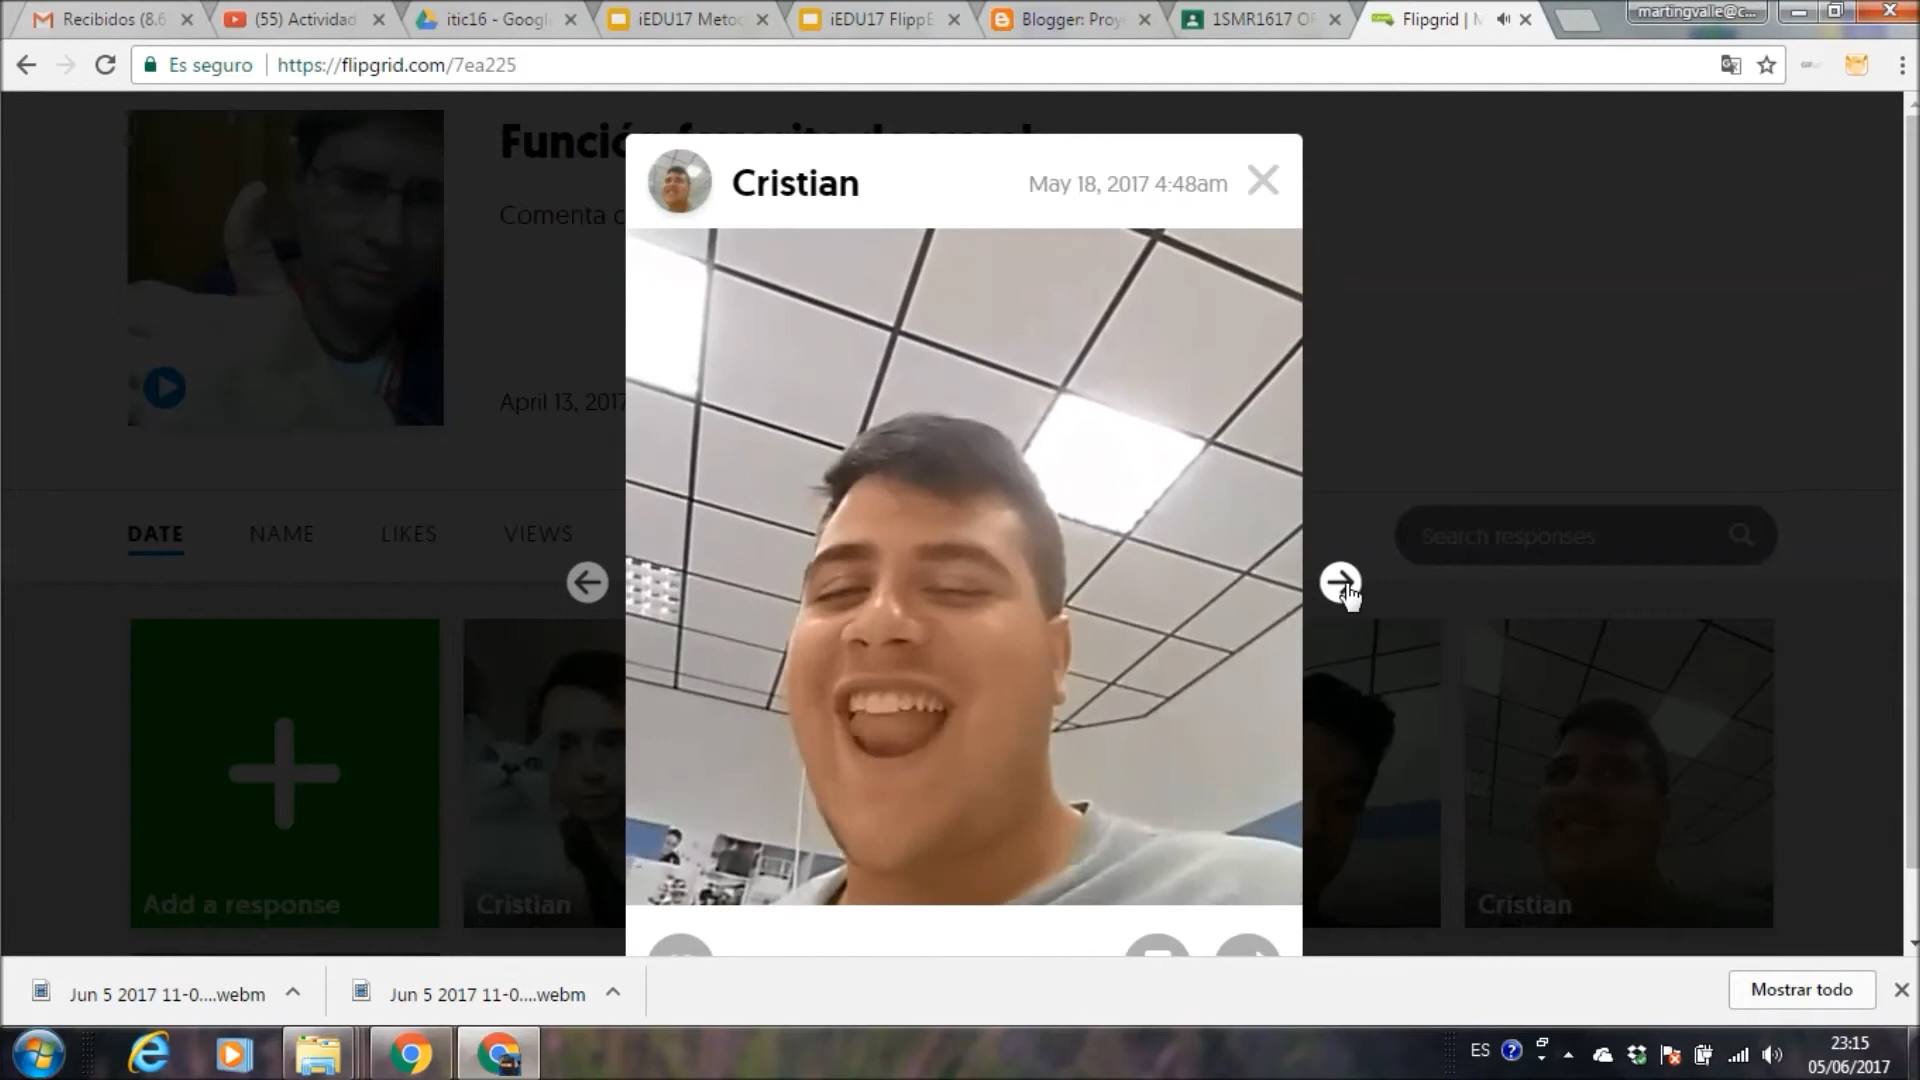 Recibidos (8.6
(55) Actividad
itic16 - Googl
iEDU17 Metod
iEDU17 FlippE
Blogger: Proy
1SMR1617 OF
Flipgrid | M
martingvalle@c...
Es seguro
https://flipgrid.com/7ea225
Cristian
May 18, 2017 4:48am
Comenta c
April 13, 2017
DATE
NAME
LIKES
VIEWS
Search responses
Add a response
Cristian
Cristian
Jun 5 2017 11-0....webm
Jun 5 2017 11-0....webm
Mostrar todo
ES
23:15
05/06/2017